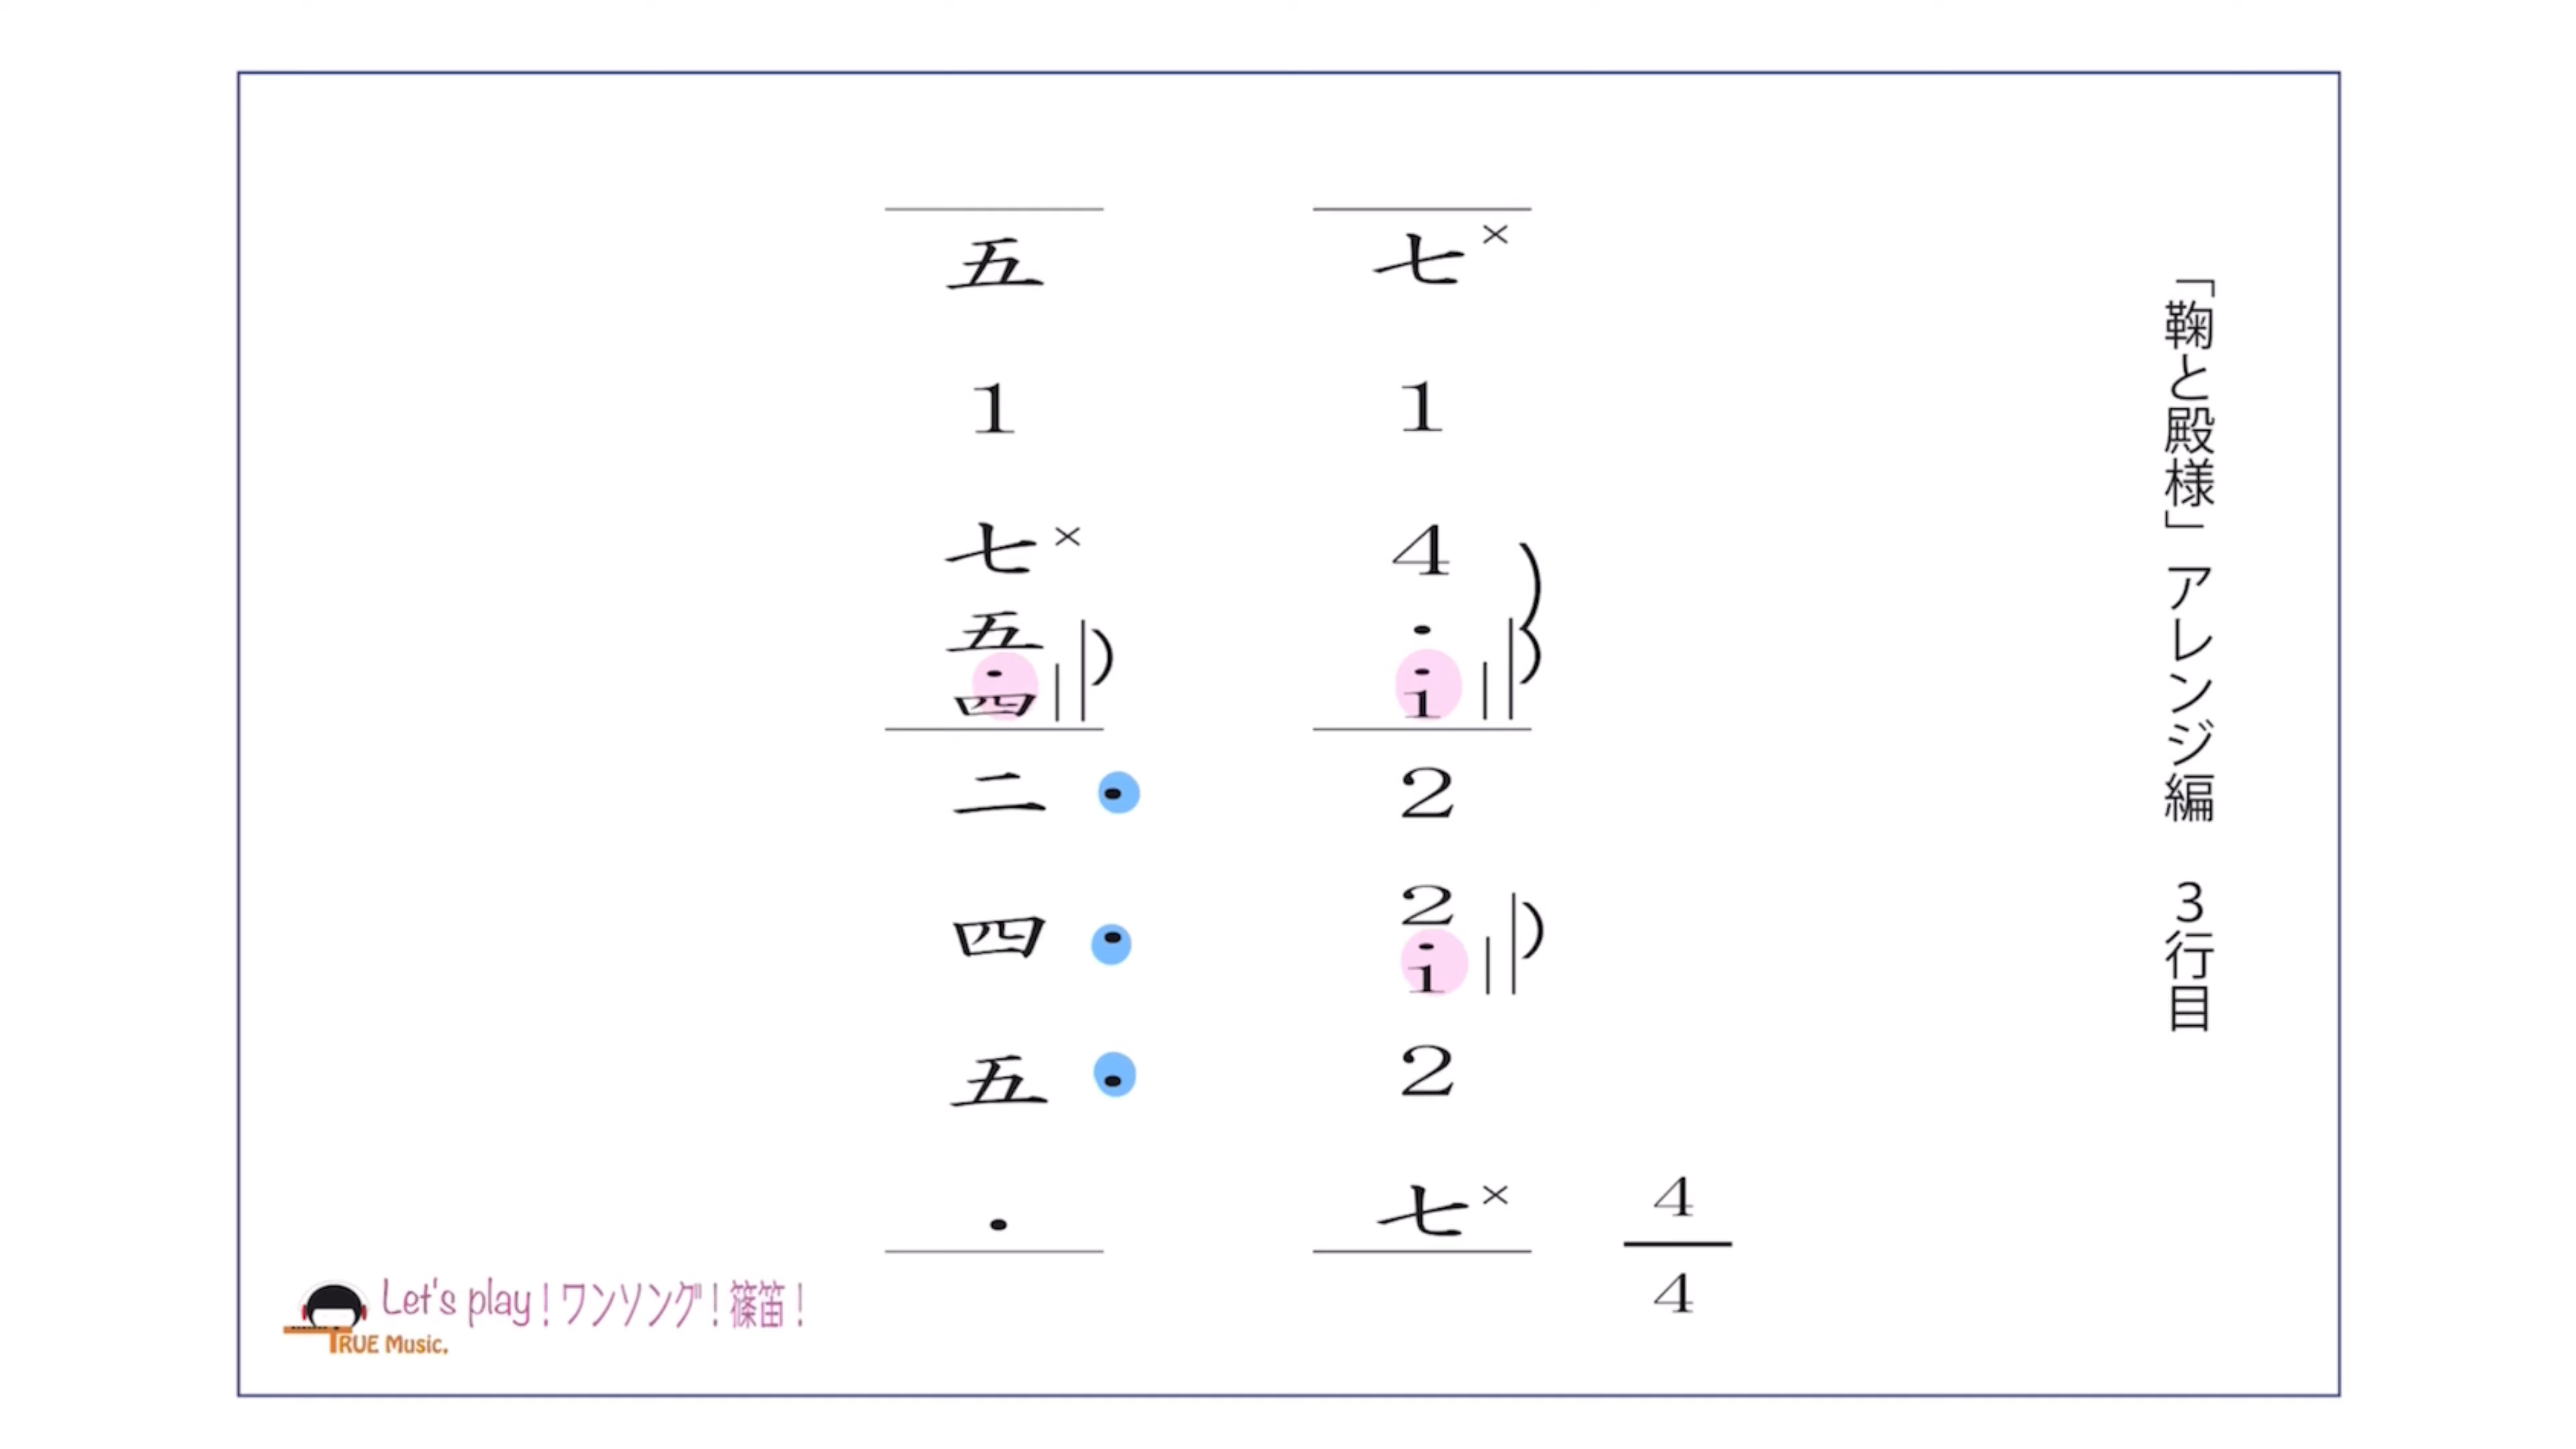 「鞠と殿様」アレンジ編　3行目
4
4
七×
1
4
・
i
2
2
i
2
七×
五
1
七×
五
・
四
二・
四・
五・
・
Let's play！ワンソング！篠笛！
TRUE Music.